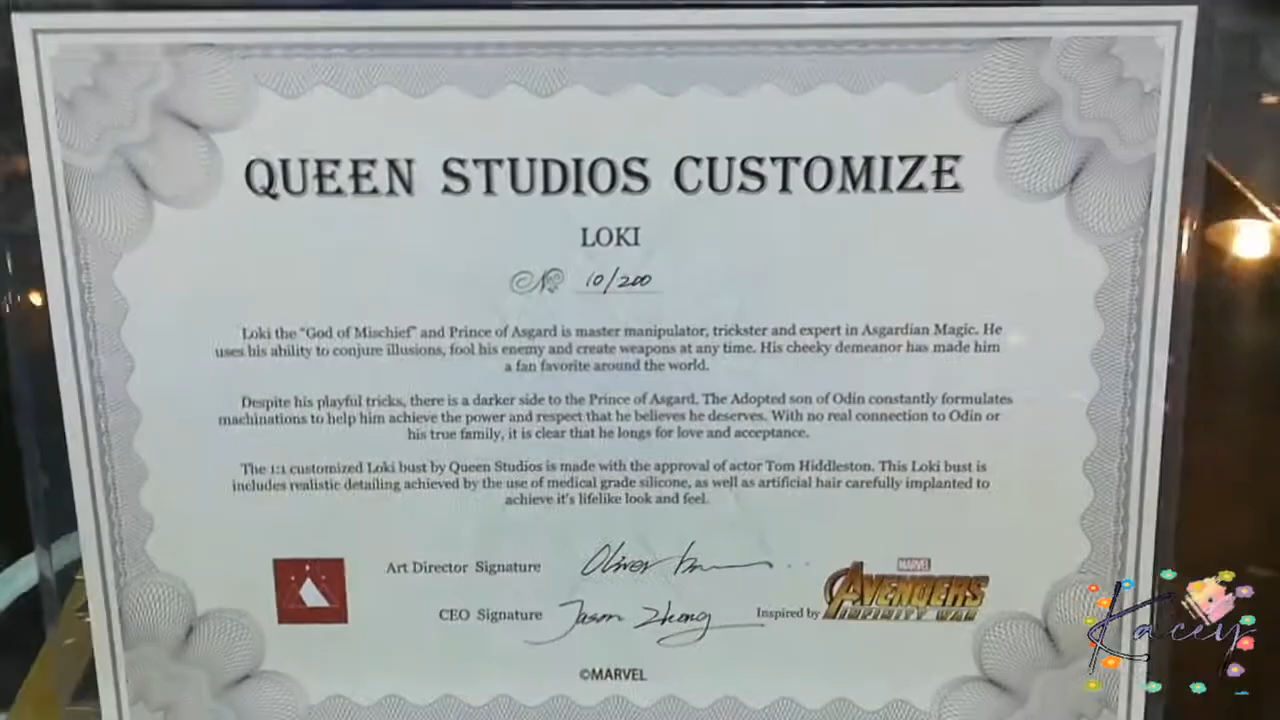 QUEEN STUDIOS CUSTOMIZE
LOKI
No 10/200
Loki the "God of Mischief" and Prince of Asgard is master manipulator, trickster and expert in Asgardian Magic. He
uses his ability to conjure illusions, fool his enemy and create weapons at any time. His cheeky demeanor has made him
a fan favorite around the world.
Despite his playful tricks, there is a darker side to the Prince of Asgard. The Adopted son of Odin constantly formulates
machinations to help him achieve the power and respect that he believes he deserves. With no real connection to Odin or
his true family, it is clear that he longs for love and acceptance.
The 1:1 customized Loki bust by Queen Studios is made with the approval of actor Tom Hiddleston. This Loki bust is
includes realistic detailing achieved by the use of medical grade silicone, as well as artificial hair carefully implanted to
achieve it's lifelike look and feel.
Art Director Signature Oliver
CEO Signature Jason Zhong
Inspired by
MARVEL
AVENGERS
INFINITY WAR
©MARVEL
Kacey